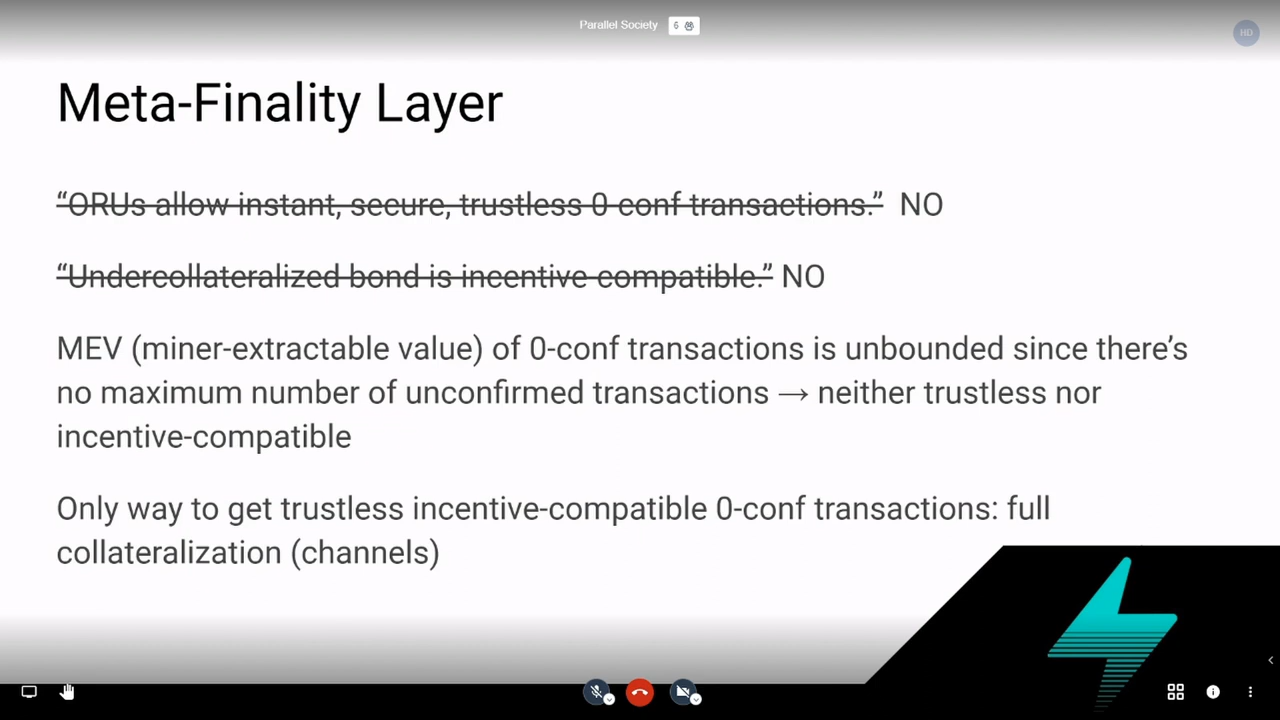 Parallel Society 6
HD
Meta-Finality Layer
“ORUs allow instant, secure, trustless 0-conf transactions.” NO
“Undercollateralized bond is incentive-compatible.” NO
MEV (miner-extractable value) of 0-conf transactions is unbounded since there’s
no maximum number of unconfirmed transactions → neither trustless nor
incentive-compatible
Only way to get trustless incentive-compatible 0-conf transactions: full
collateralization (channels)